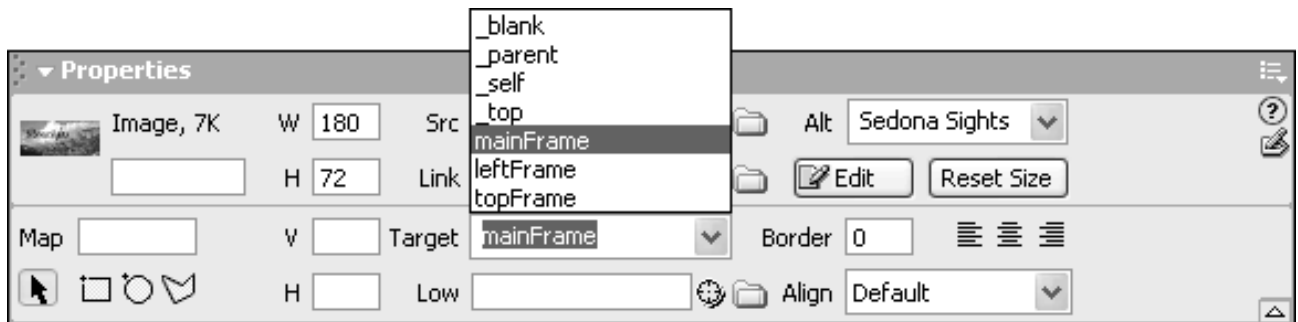 _blank
_parent
_self
_top
mainFrame
leftFrame
topFrame
Properties
Image, 7K W 180 Src Alt Sedona Sights
H 72 Link Edit Reset Size
Map V Target mainFrame Border 0
H Low Align Default